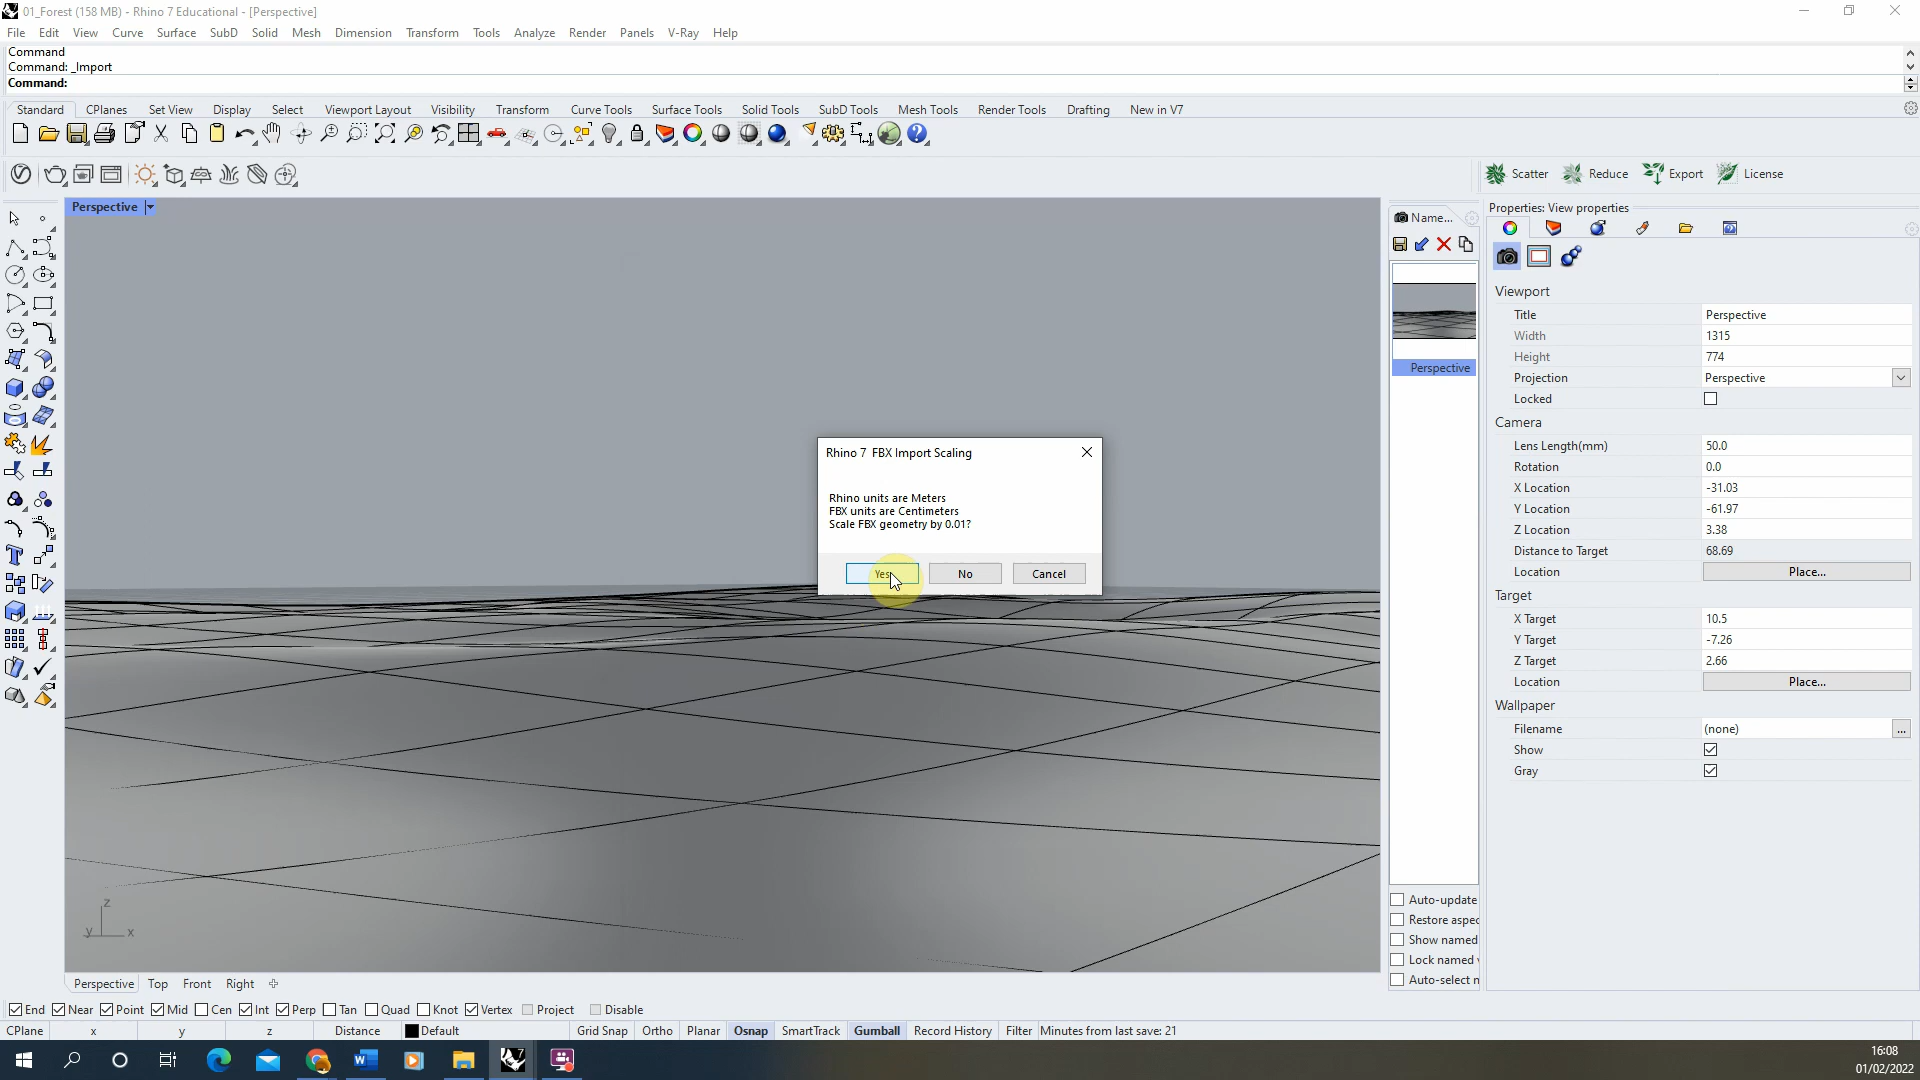 01_Forest (158 MB) - Rhino 7 Educational - [Perspective]
File Edit View Curve Surface SubD Solid Mesh Dimension Transform Tools Analyze Render Panels V-Ray Help
Command
Command: _Import
Command:
Standard CPlanes Set View Display Select Viewport Layout Visibility Transform Curve Tools Surface Tools Solid Tools SubD Tools Mesh Tools Render Tools Drafting New in V7
Scatter Reduce Export License
Perspective
Name...
Properties: View properties
Perspective
Viewport
Title Perspective
Width 1315
Height 774
Projection Perspective
Locked
Camera
Lens Length(mm) 50.0
Rotation 0.0
X Location -31.03
Y Location -61.97
Z Location 3.38
Distance to Target 68.69
Location Place...
Target
X Target 10.5
Y Target -7.26
Z Target 2.66
Location Place...
Wallpaper
Filename (none) ...
Show
Gray
Rhino 7 FBX Import Scaling
Rhino units are Meters
FBX units are Centimeters
Scale FBX geometry by 0.01?
Yes No Cancel
Auto-update
Restore aspec
Show named
Lock named v
Auto-select n
z
y x
Perspective Top Front Right
End Near Point Mid Cen Int Perp Tan Quad Knot Vertex Project Disable
CPlane x y z Distance Default Grid Snap Ortho Planar Osnap SmartTrack Gumball Record History Filter Minutes from last save: 21
16:08
01/02/2022